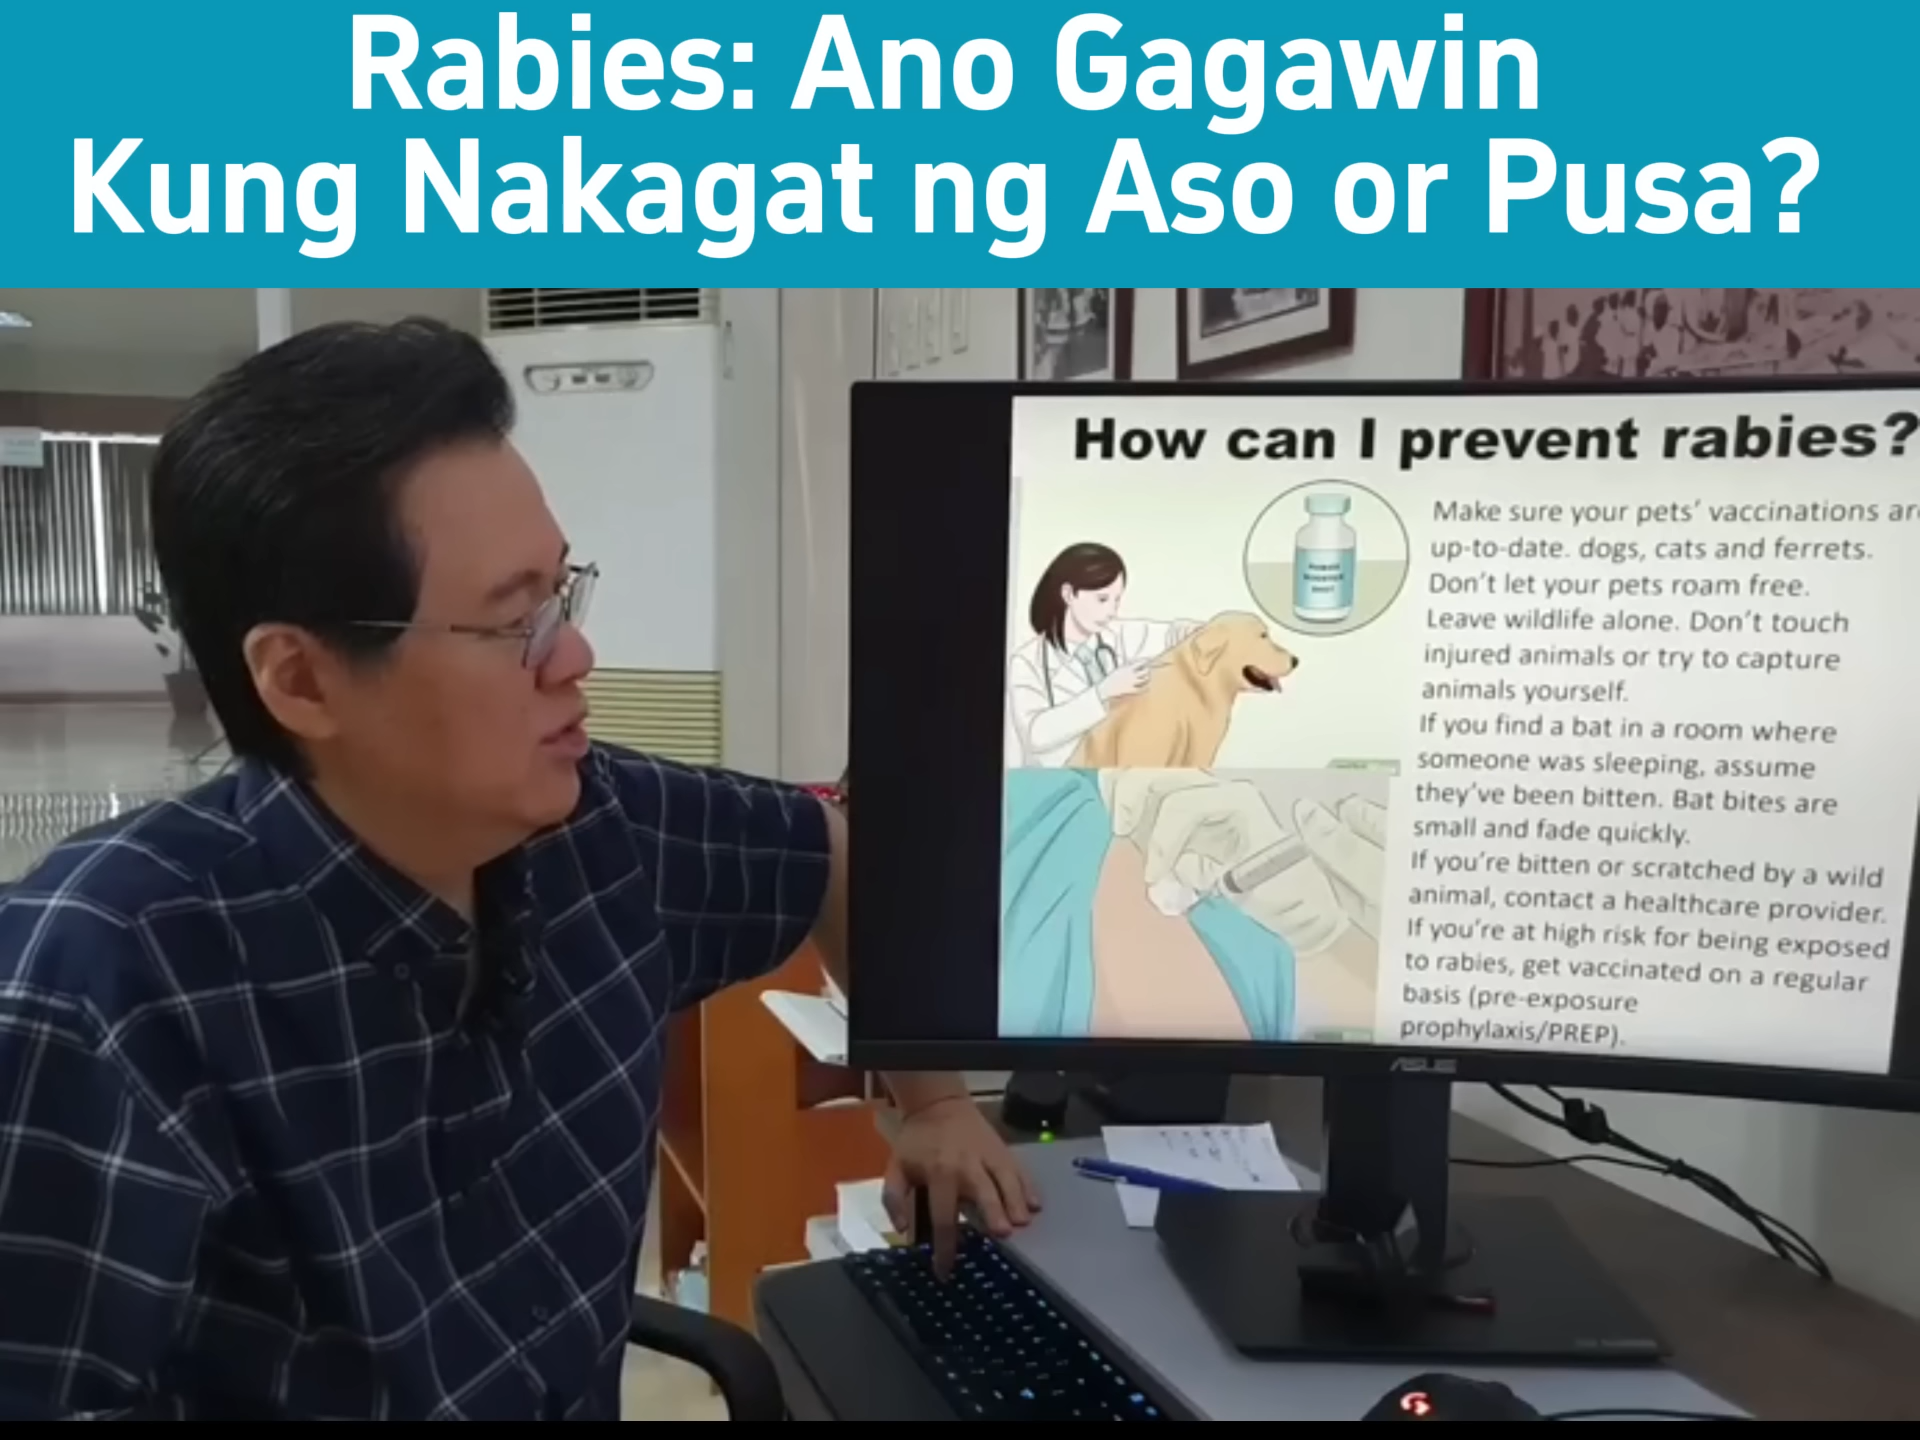 Rabies: Ano Gagawin
Kung Nakagat ng Aso or Pusa?
How can I prevent rabies?
Make sure your pets' vaccinations are
up-to-date. dogs, cats and ferrets.
Don't let your pets roam free.
Leave wildlife alone. Don't touch
injured animals or try to capture
animals yourself.
If you find a bat in a room where
someone was sleeping, assume
they've been bitten. Bat bites are
small and fade quickly.
If you're bitten or scratched by a wild
animal, contact a healthcare provider.
If you're at high risk for being exposed
to rabies, get vaccinated on a regular
basis (pre-exposure
prophylaxis/PREP).
ASUS